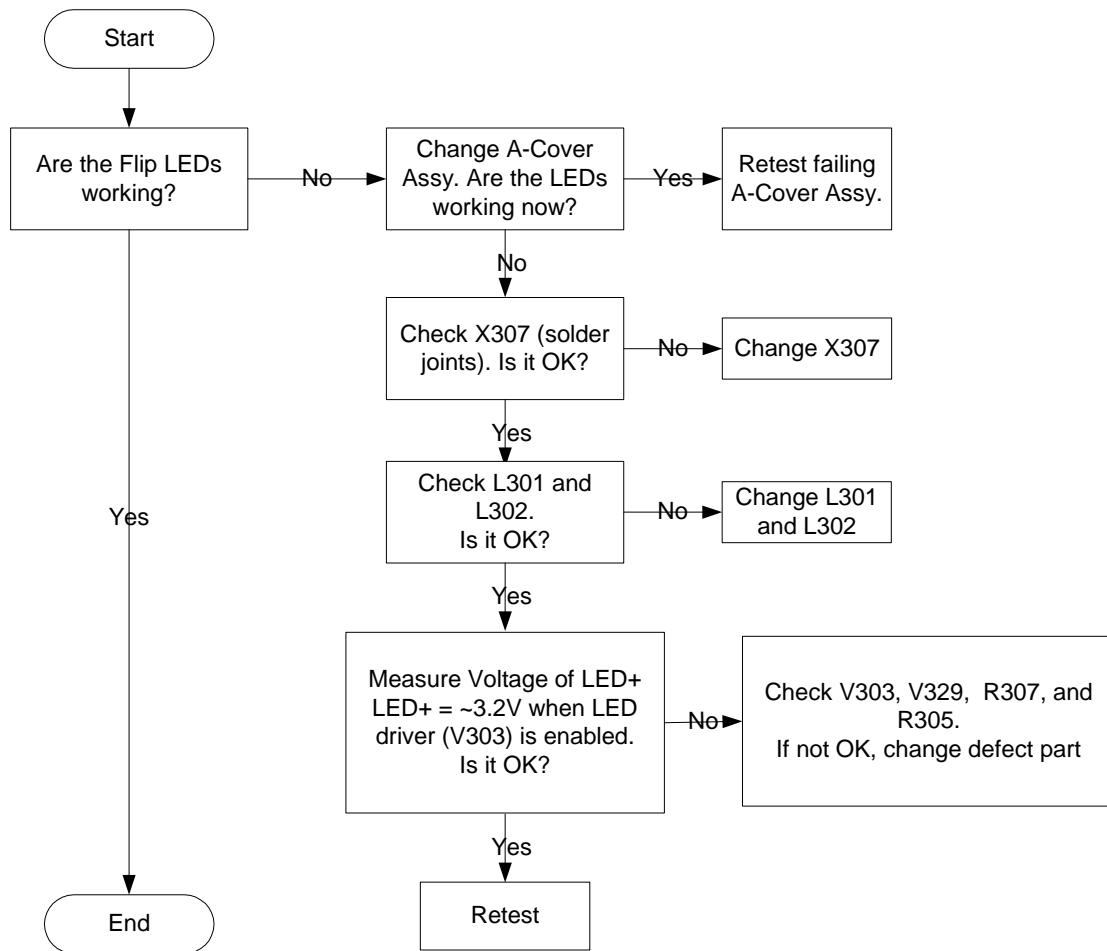 Start
Are the Flip LEDs
working?
No
Change A-Cover
Assy. Are the LEDs
working now?
Yes
Retest failing
A-Cover Assy.
No
Check X307 (solder
joints). Is it OK?
No
Change X307
Yes
Check L301 and
L302.
Is it OK?
No
Change L301
and L302
Yes
Yes
Measure Voltage of LED+
LED+ = ~3.2V when LED
driver (V303) is enabled.
Is it OK?
No
Check V303, V329,  R307, and
R305.
If not OK, change defect part
Yes
Retest
End